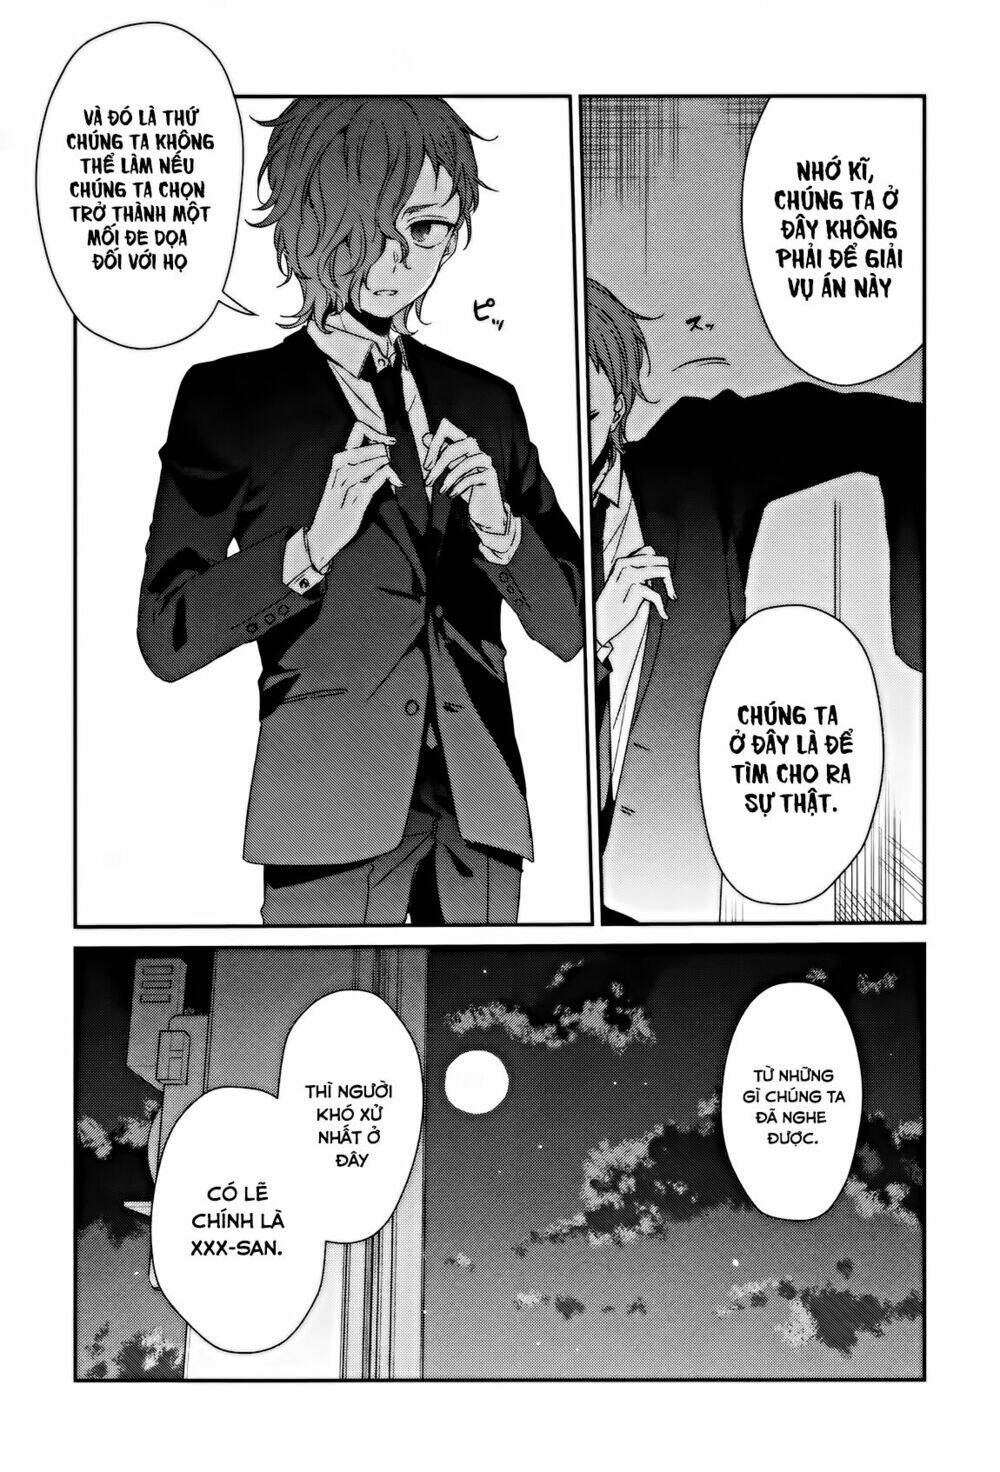 NHỚ KĨ,
CHÚNG TA Ở
ĐÂY KHÔNG
PHẢI ĐỂ GIẢI
VỤ ÁN NÀY
スッ
CHÚNG TA
Ở ĐÂY LÀ ĐỂ
TÌM CHO RA
SỰ THẬT.
VÀ ĐÓ LÀ THỨ
CHÚNG TA KHÔNG
THỂ LÀM NẾU
CHÚNG TA CHỌN
TRỞ THÀNH MỘT
MỐI ĐE DỌA
ĐỐI VỚI HỌ
ピッ
TỪ NHỮNG
GÌ CHÚNG TA
ĐÃ NGHE
ĐƯỢC.
THÌ NGƯỜI
KHÓ XỬ
NHẤT Ở
ĐÂY
CÓ LẼ
CHÍNH LÀ
XXX-SAN.